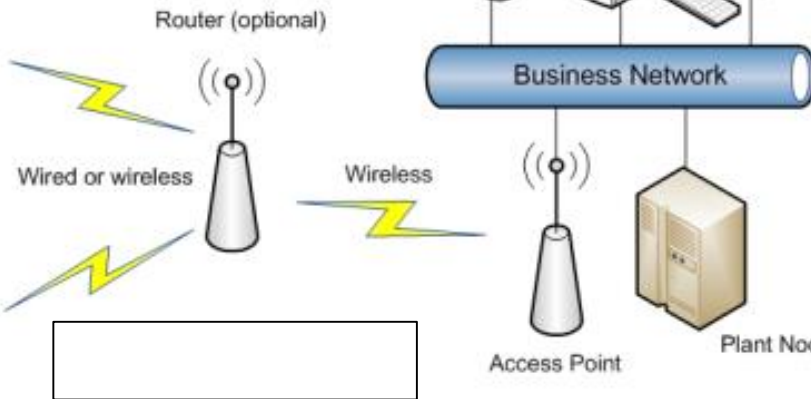 Router (optional)
Business Network
Wired or wireless
Wireless
Access Point
Plant